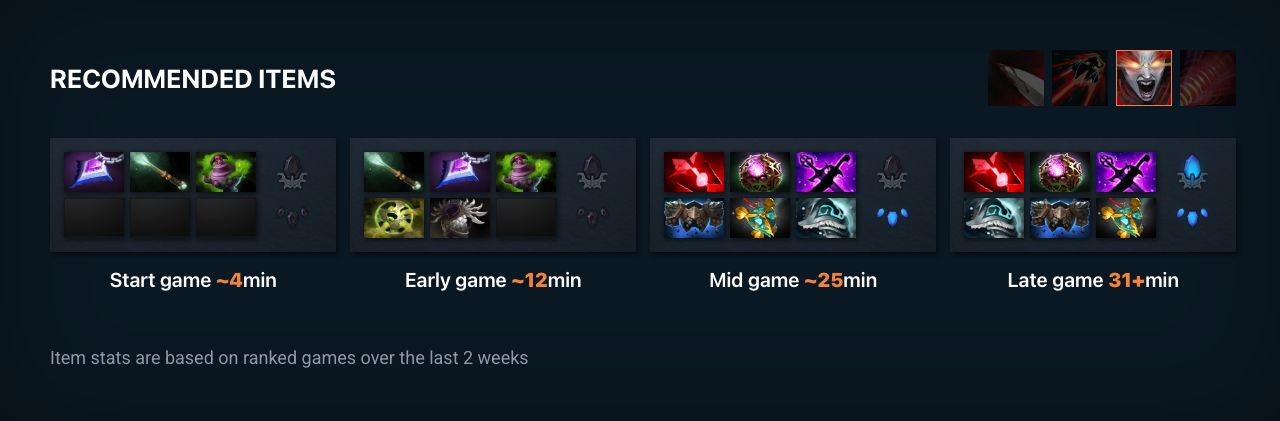 RECOMMENDED ITEMS
Start game ~4min
Early game ~12min
Mid game ~25min
Late game 31+min
Item stats are based on ranked games over the last 2 weeks